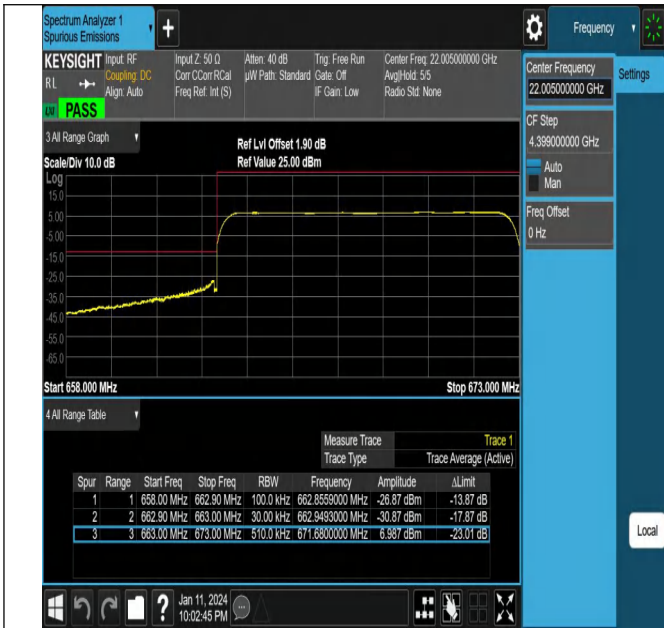 Spectrum Analyzer 1
Spurious Emissions
Frequency
KEYSIGHT Input: RF Input Z: 50 Ω Atten: 40 dB Trig: Free Run Center Freq: 22.005000000 GHz
RL Coupling: DC Corr CCorr RCal µW Path: Standard Gate: Off Avg|Hold: 5/5
Align: Auto Freq Ref: Int (S) IF Gain: Low Radio Std: None
PASS
Center Frequency
22.005000000 GHz
Settings
CF Step
4.399000000 GHz
Auto
Man
Freq Offset
0 Hz
3 All Range Graph
Ref Lvl Offset 1.90 dB
Scale/Div 10.0 dB Ref Value 25.00 dBm
Log
15.0
5.00
-5.00
-15.0
-25.0
-35.0
-45.0
-55.0
-65.0
Start 658.000 MHz Stop 673.000 MHz
4 All Range Table
Measure Trace Trace 1
Trace Type Trace Average (Active)
Spur Range Start Freq Stop Freq RBW Frequency Amplitude ΔLimit
1 1 658.00 MHz 662.90 MHz 100.0 kHz 662.8559000 MHz -26.87 dBm -13.87 dB
2 2 662.90 MHz 663.00 MHz 30.00 kHz 662.9493000 MHz -30.87 dBm -17.87 dB
3 3 663.00 MHz 673.00 MHz 510.0 kHz 671.6800000 MHz 6.987 dBm -23.01 dB
Local
Jan 11, 2024
10:02:45 PM